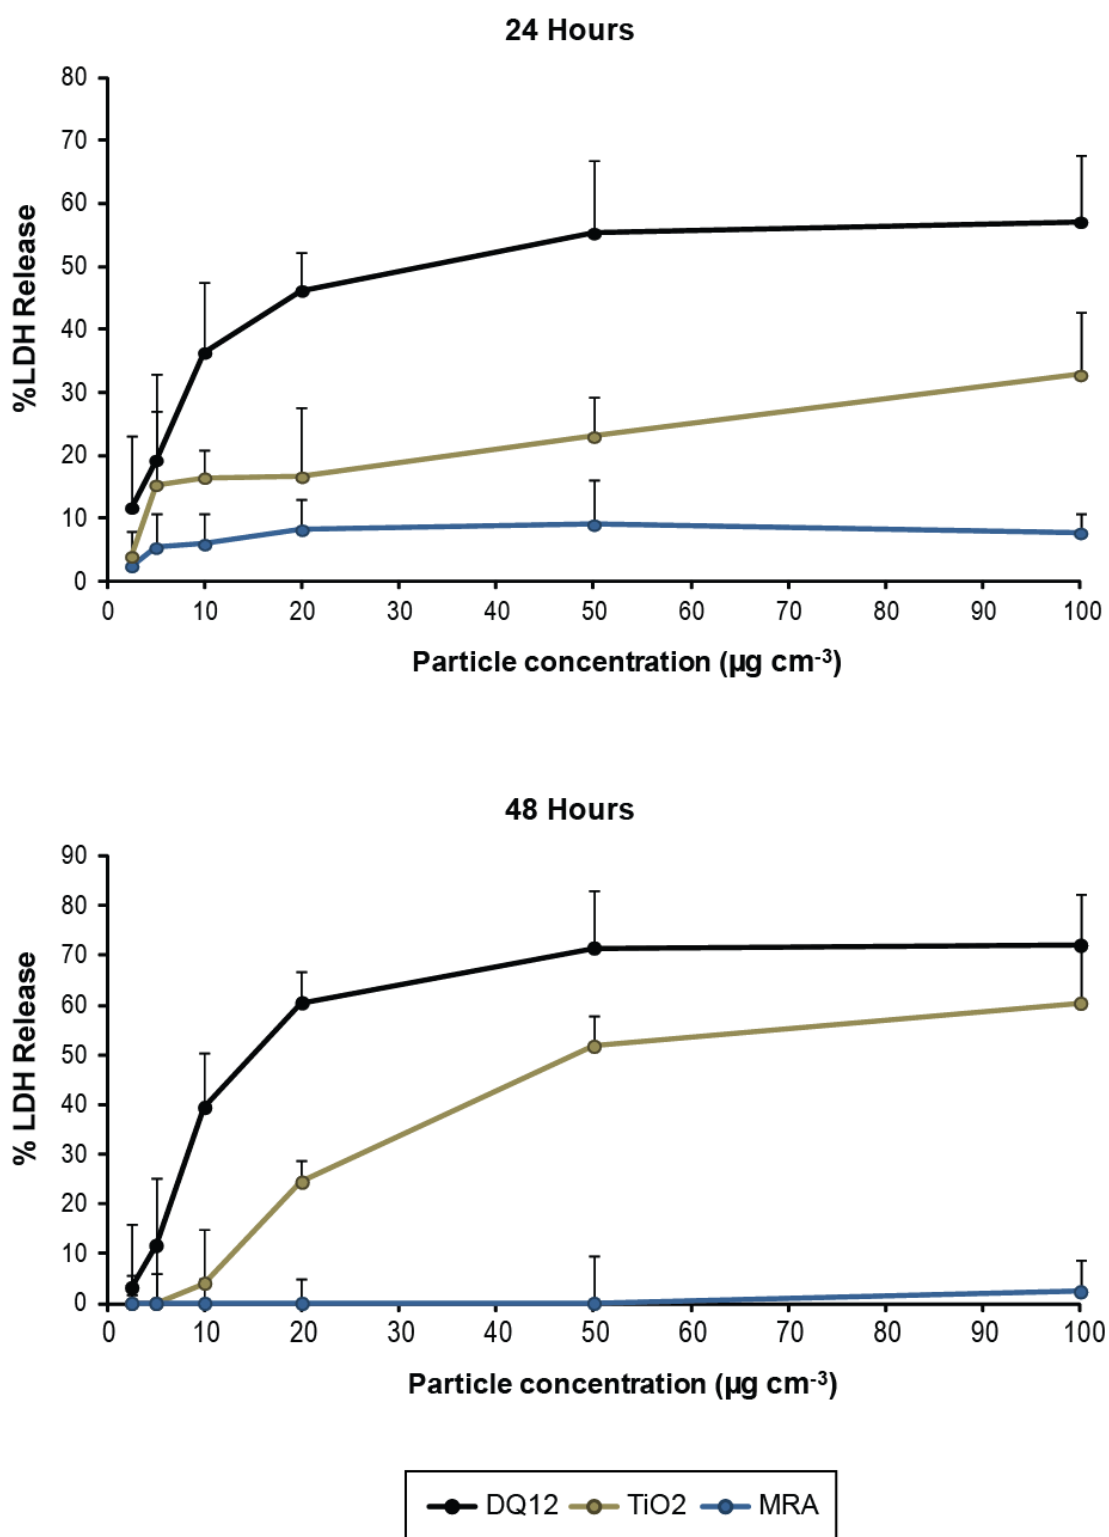 24 Hours
80
70
60
50
40
30
20
10
0
%LDH Release
0 10 20 30 40 50 60 70 80 90 100
Particle concentration (µg cm-3)
48 Hours
90
80
70
60
50
40
30
20
10
0
% LDH Release
0 10 20 30 40 50 60 70 80 90 100
Particle concentration (µg cm-3)
DQ12 TiO2 MRA